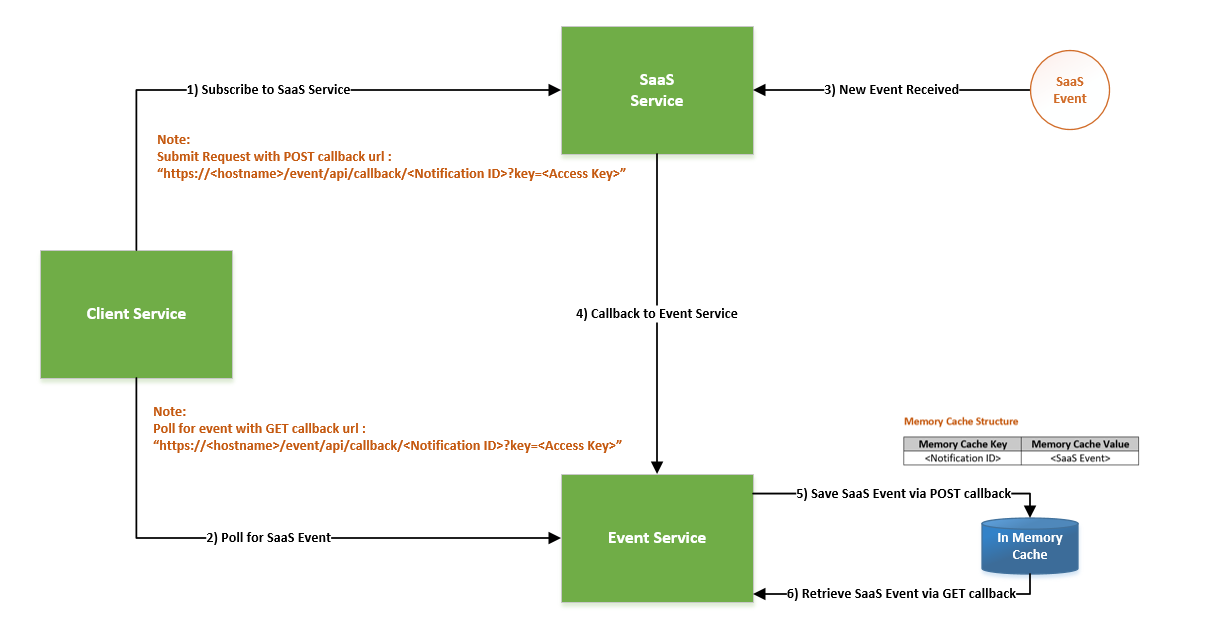 SaaS
Service
1) Subscribe to SaaS Service
3) New Event Received
SaaS
Event
Note:
Submit Request with POST callback url :
“https://<hostname>/event/api/callback/<Notification ID>?key=<Access Key>”
Client Service
4) Callback to Event Service
Note:
Poll for event with GET callback url :
“https://<hostname>/event/api/callback/<Notification ID>?key=<Access Key>”
Memory Cache Structure
Memory Cache Key Memory Cache Value
<Notification ID> <SaaS Event>
5) Save SaaS Event via POST callback
2) Poll for SaaS Event
Event Service
In Memory
Cache
6) Retrieve SaaS Event via GET callback